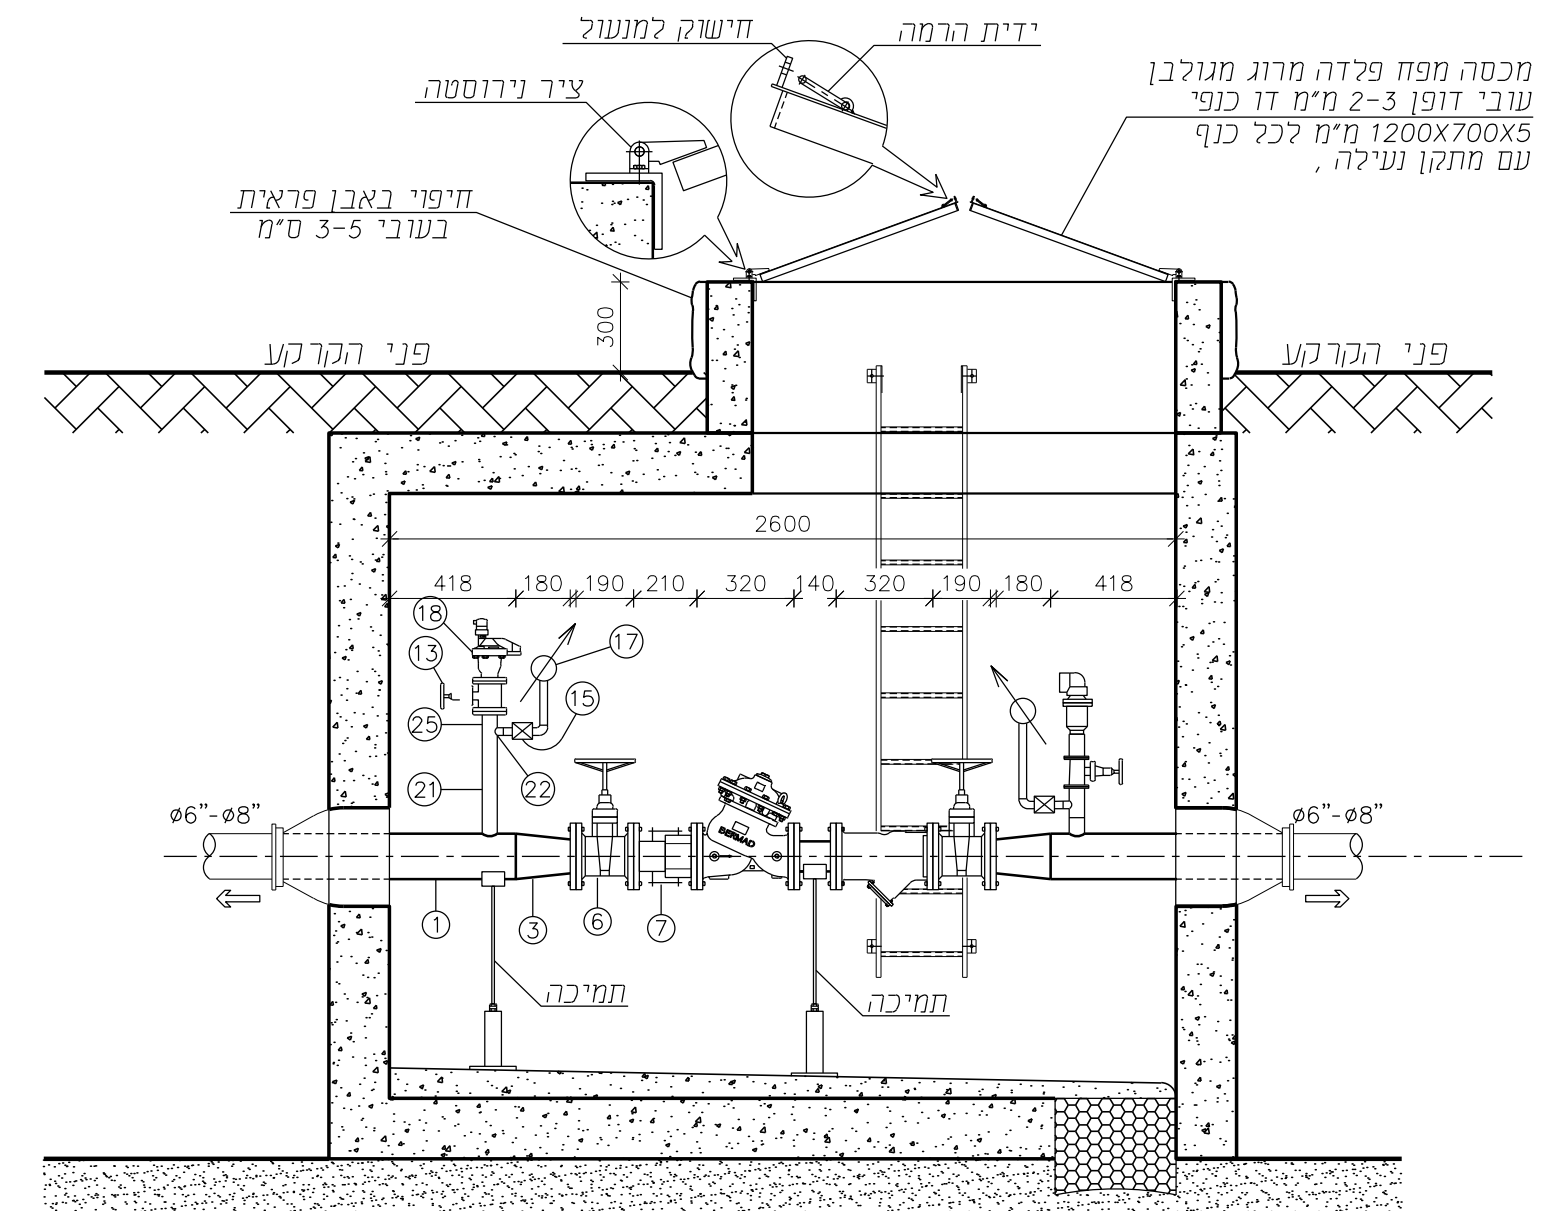 חישוק למנעול
ידית הרמה
ציר נירוסטה
מכסה מפח פלדה מרוג מגולבן
עובי דופן 2-3 מ"מ דו כנפי
1200X700X5 מ"מ לכל כנף
עם מתקן נעילה ,
חיפוי באבן פראית
בעובי 3-5 ס"מ
300
פני הקרקע
פני הקרקע
2600
418 180 190 210 320 140 320 190 180 418
18
13
17
15
25
21
22
ø6"-ø8"
ø6"-ø8"
BERMAD
1
3
6
7
תמיכה
תמיכה